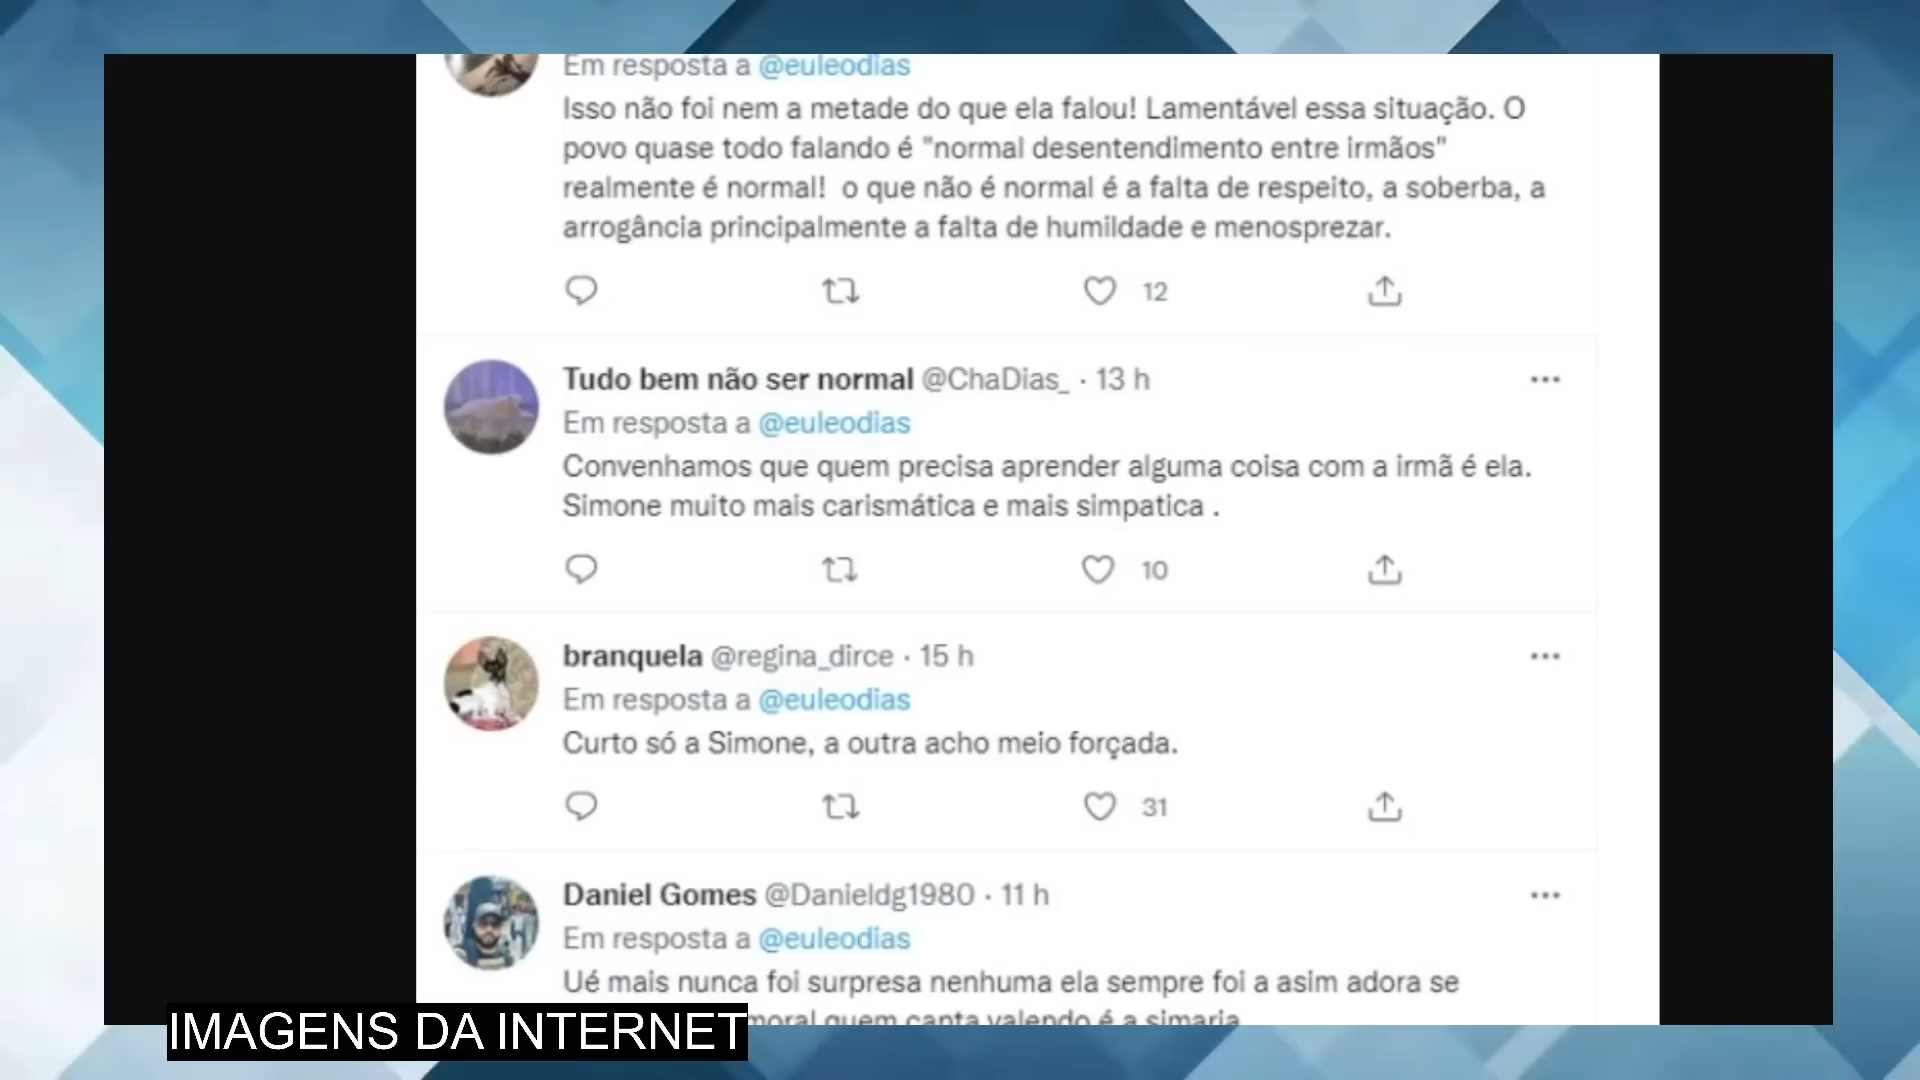 Em resposta a @euleodias
Isso não foi nem a metade do que ela falou! Lamentável essa situação. O
povo quase todo falando é "normal desentendimento entre irmãos"
realmente é normal!  o que não é normal é a falta de respeito, a soberba, a
arrogância principalmente a falta de humildade e menosprezar.
12
Tudo bem não ser normal @ChaDias_ · 13 h
Em resposta a @euleodias
Convenhamos que quem precisa aprender alguma coisa com a irmã é ela.
Simone muito mais carismática e mais simpatica .
10
branquela @regina_dirce · 15 h
Em resposta a @euleodias
Curto só a Simone, a outra acho meio forçada.
31
Daniel Gomes @Danieldg1980 · 11 h
Em resposta a @euleodias
Ué mais nunca foi surpresa nenhuma ela sempre foi a asim adora se
moral quem canta valendo é a simaria
IMAGENS DA INTERNET